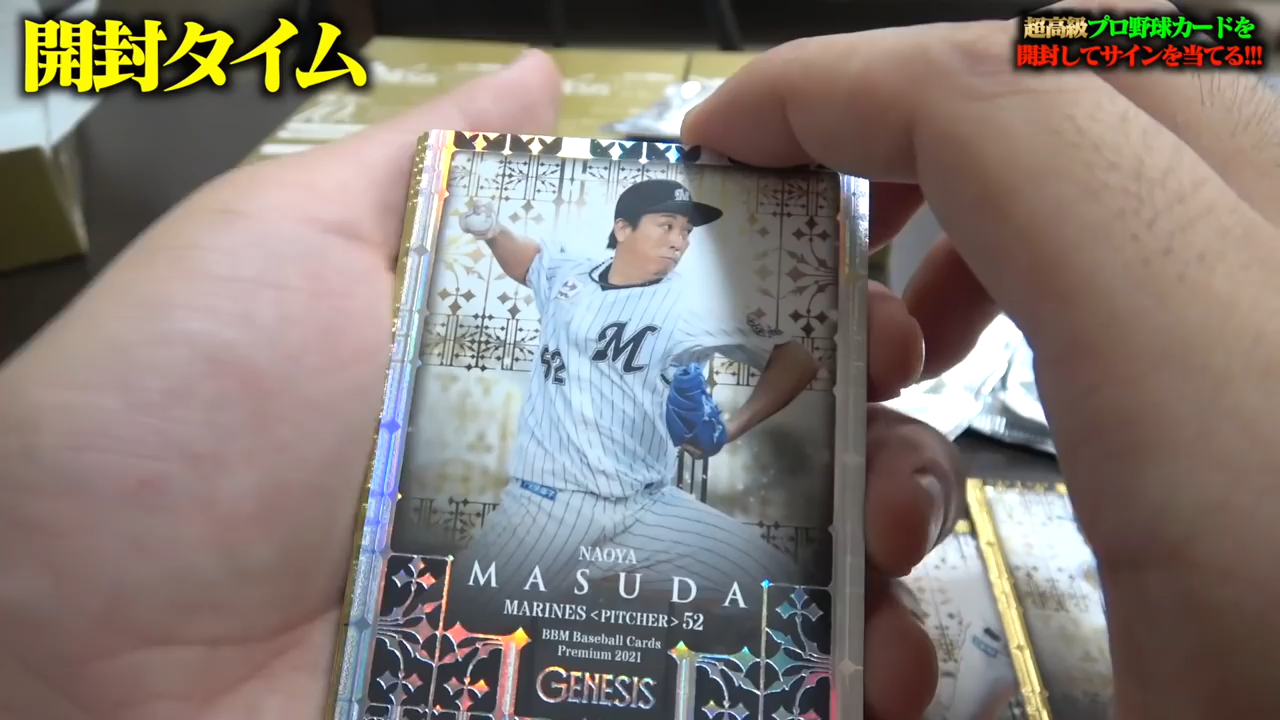 開封タイム
超高級プロ野球カードを
開封してサインを当てる!!!
M
M
52
NAOYA
MASUDA
MARINES <PITCHER> 52
BBM Baseball Cards
Premium 2021
GENESIS